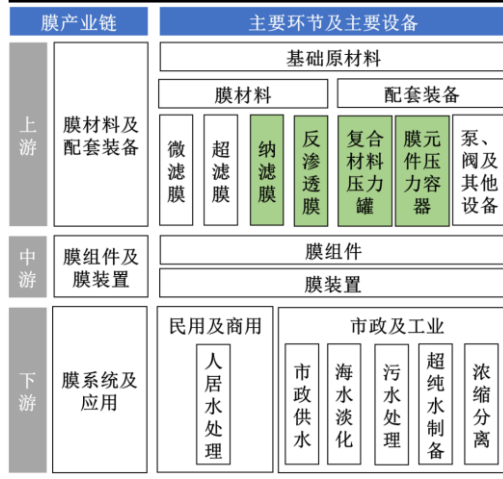 膜产业链
主要环节及主要设备
上游
膜材料及
配套装备
基础原材料
膜材料
配套装备
微滤膜
超滤膜
纳滤膜
反渗透膜
复合
材料
压力
罐
膜元
件压
力容
器
泵、
阀及
其他
设备
中游
膜组件及
膜装置
膜组件
膜装置
下游
膜系统及
应用
民用及商用
人居水处理
市政及工业
市政供水
海水淡化
污水处理
超纯水制备
浓缩分离